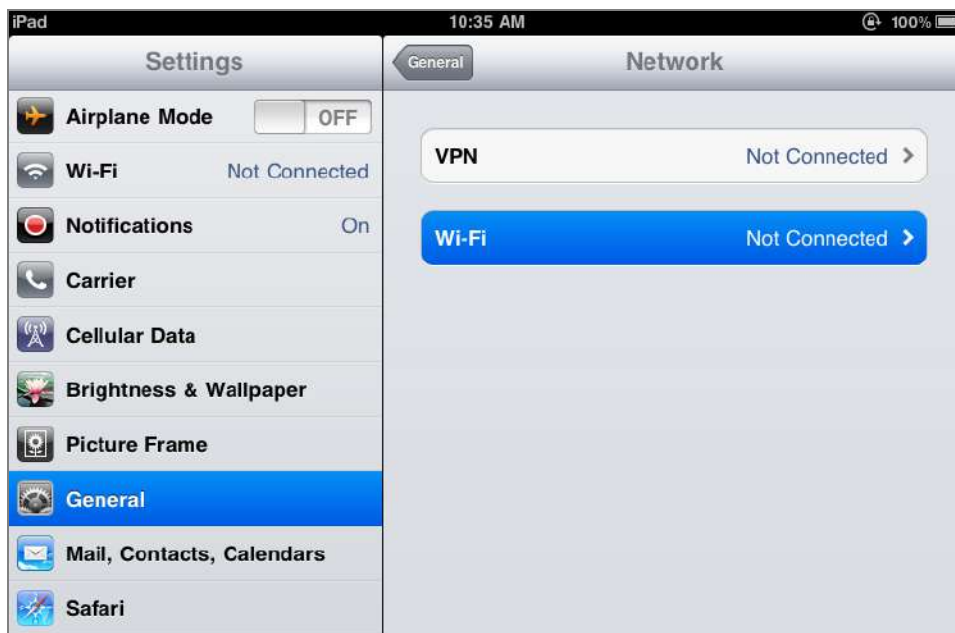 iPad 10:35 AM 100%
Settings
Airplane Mode OFF
Wi-Fi Not Connected
Notifications On
Carrier
Cellular Data
Brightness & Wallpaper
Picture Frame
General
Mail, Contacts, Calendars
Safari
General Network
VPN Not Connected
Wi-Fi Not Connected